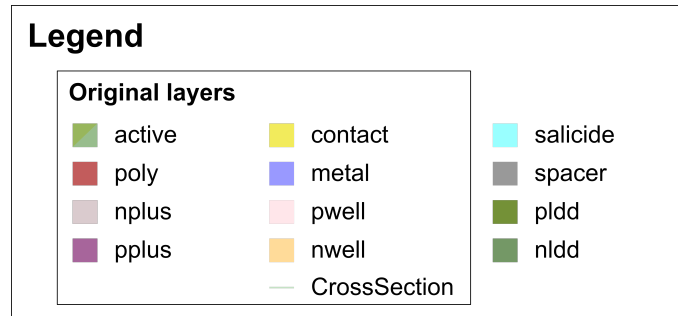 Legend
Original layers
active contact salicide
poly metal spacer
nplus pwell pldd
pplus nwell nldd
CrossSection